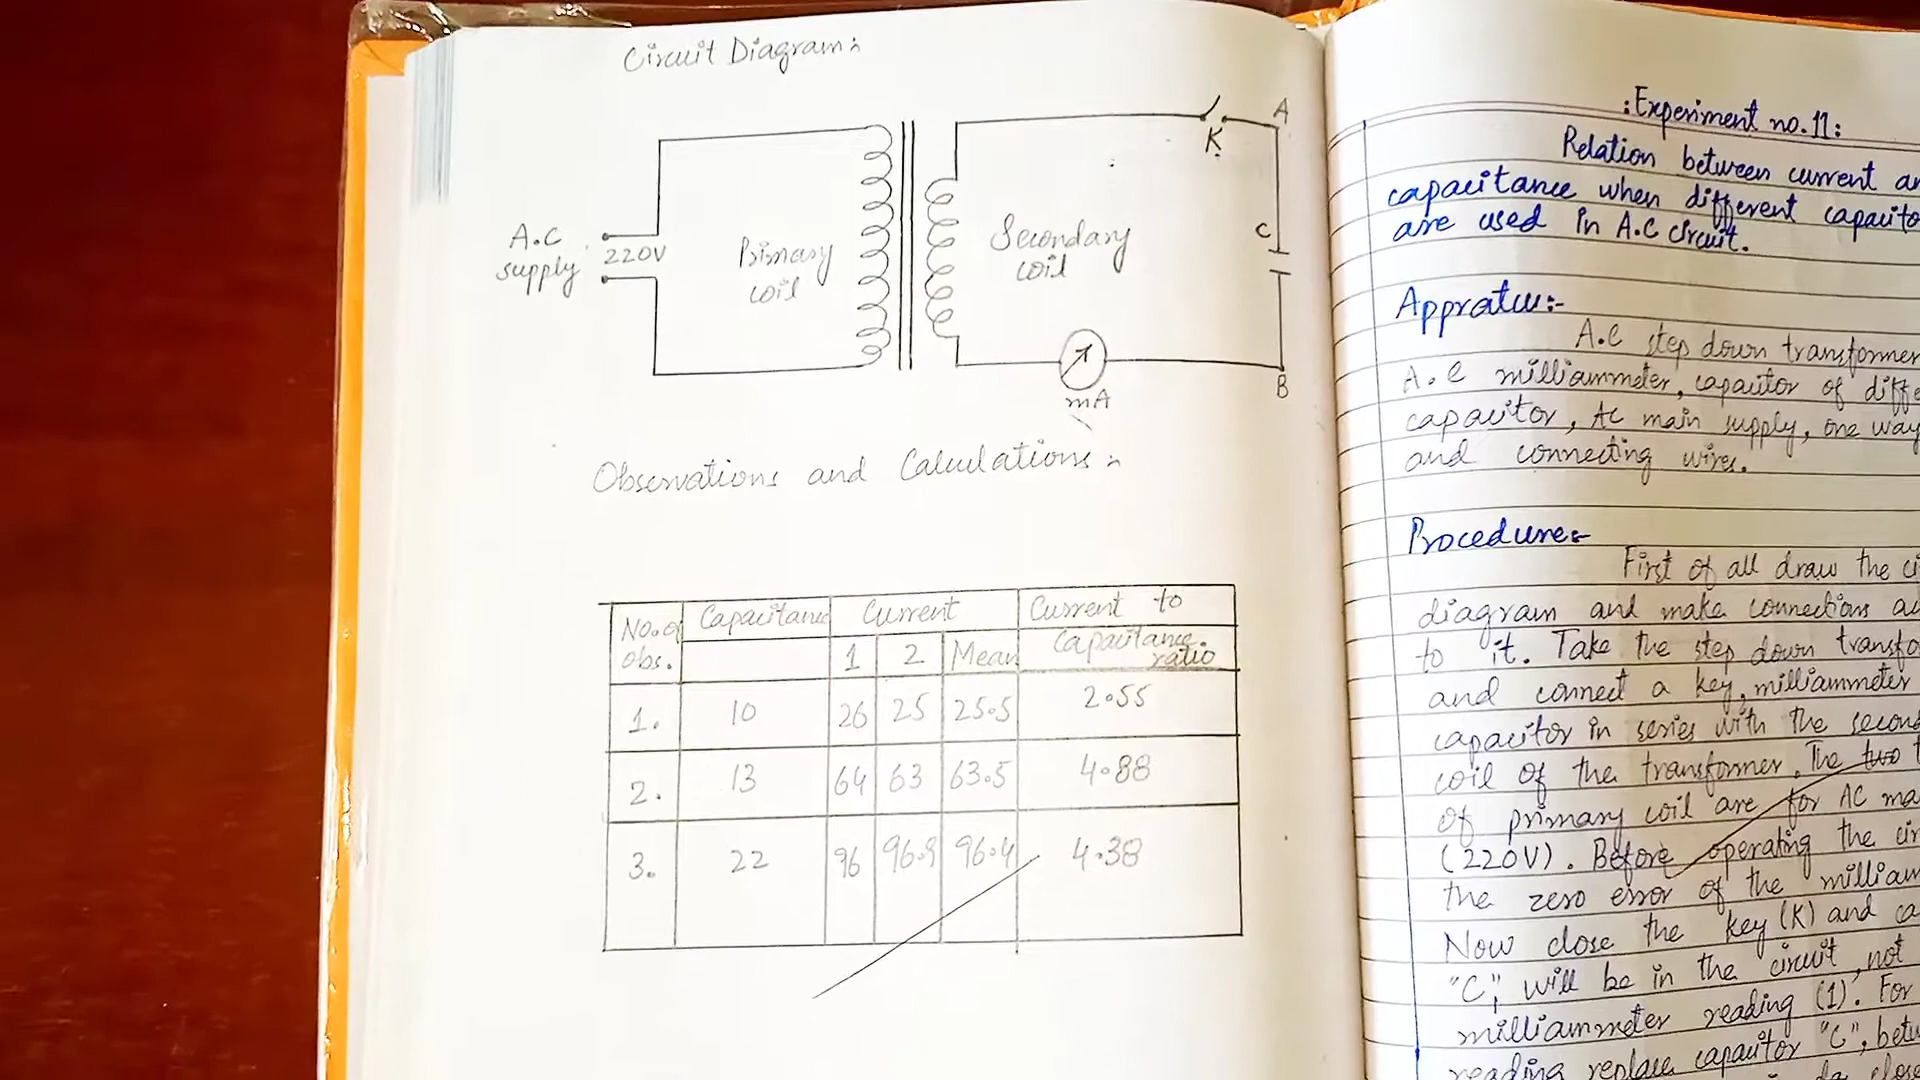 Circuit Diagram:
A.C supply
220V
Primary coil
Secondary coil
K
A
C
B
mA
Observations and Calculations:
No. of obs. Capacitance Current Current to Capacitance ratio
1 2 Mean
1. 10 26 25 25.5 2.55
2. 13 64 63 63.5 4.88
3. 22 96 96.9 96.4 4.38
:Experiment no.11:
Relation between current
capacitance when different
are used in A.C circuit.
Appratu:-
A.C step down transformer
A.C milliammeter, capacitor of
capacitor, AC main supply, one way
and connecting wires.
Procedure:-
First of all draw the
diagram and make connections
to it. Take the step down
and connect a key, milliammeter
capacitor in series with the
coil of the transformer. The two
of primary coil are for AC
(220V). Before operating the
the zero error of the
Now close the key (K) and
"C", will be in the circuit, not
milliammeter reading (1). For
reading replace capacitor "C",